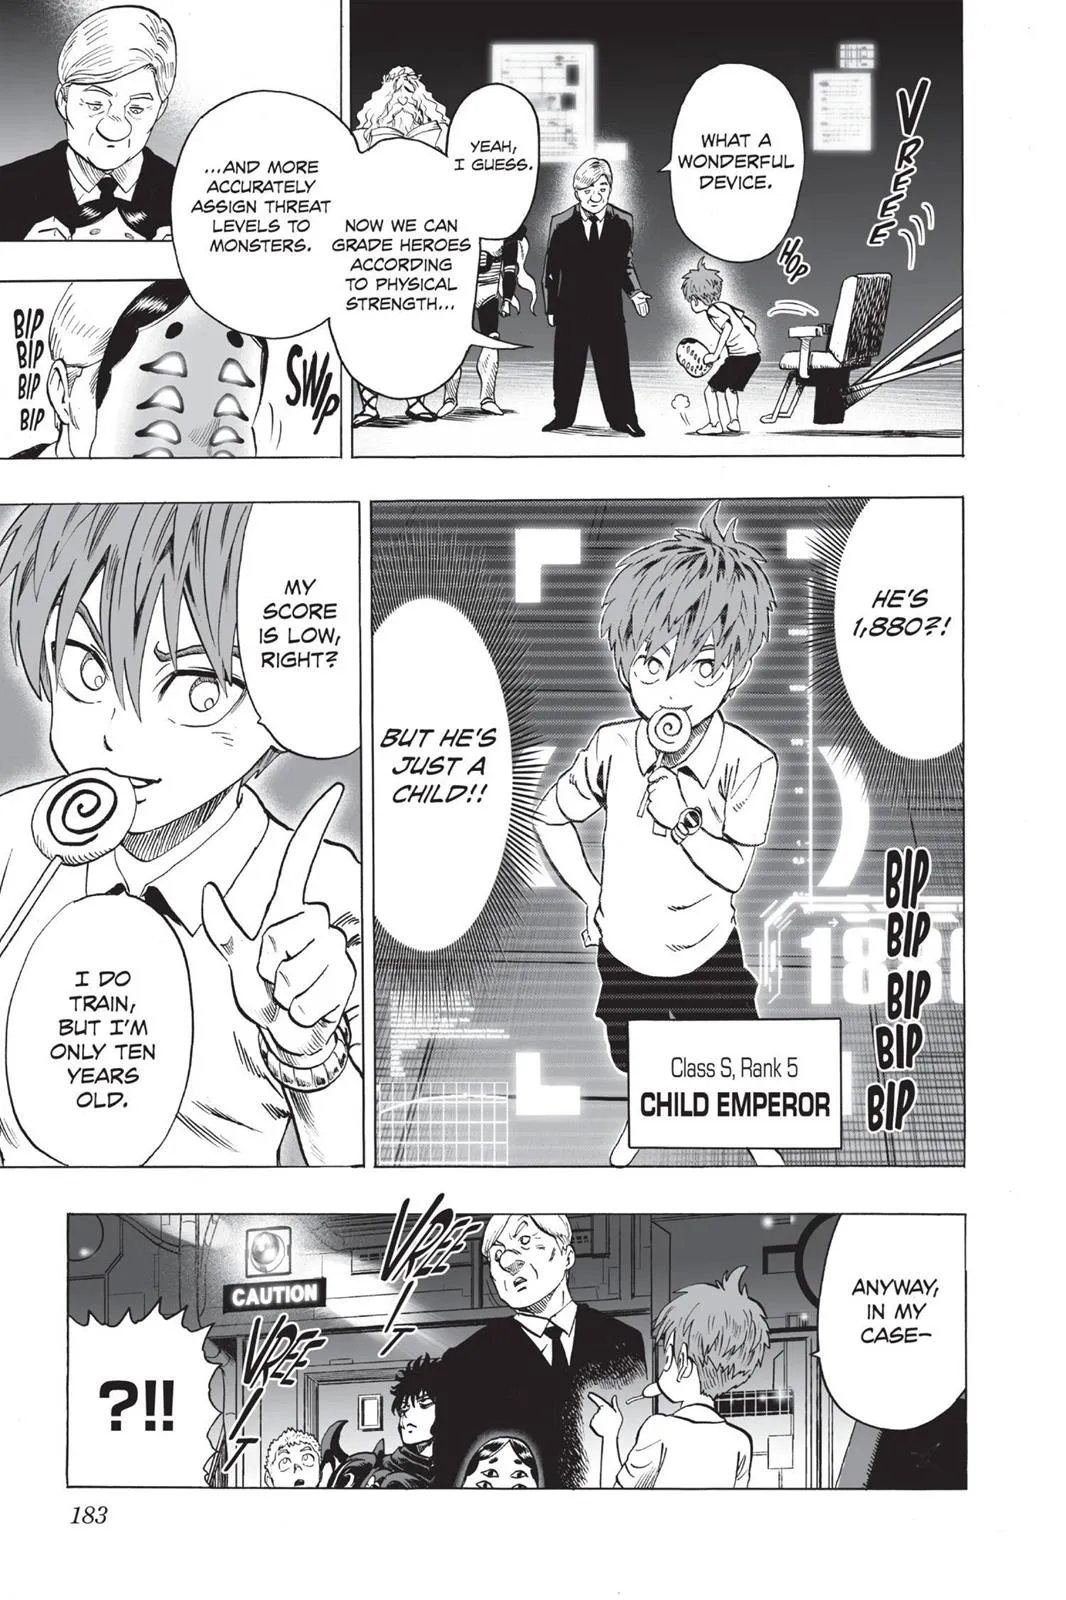 VREEE
HOP
WHAT A
WONDERFUL
DEVICE.
YEAH,
I GUESS.
NOW WE CAN
GRADE HEROES
ACCORDING
TO PHYSICAL
STRENGTH...
...AND MORE
ACCURATELY
ASSIGN THREAT
LEVELS TO
MONSTERS.
SWIP
BIP
BIP
BIP
BIP
HE'S
1,880?!
BUT HE'S
JUST A
CHILD!!
BIP
BIP
BIP
BIP
BIP
1880
Class S, Rank 5
CHILD EMPEROR
MY
SCORE
IS LOW,
RIGHT?
I DO
TRAIN,
BUT I'M
ONLY TEN
YEARS
OLD.
ANYWAY,
IN MY
CASE–
VREEEIT
VREEEIT
CAUTION
?!!
183